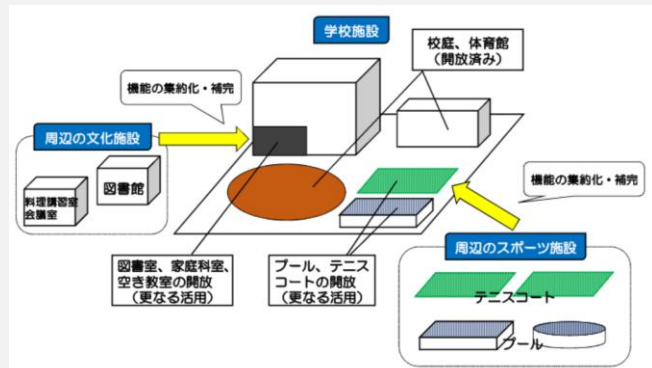 学校施設
校庭、体育館
（開放済み）
機能の集約化・補完
周辺の文化施設
図書館
料理講習室
会議室
機能の集約化・補完
周辺のスポーツ施設
図書室、家庭科室、
空き教室の開放
（更なる活用）
プール、テニス
コートの開放
（更なる活用）
テニスコート
プール